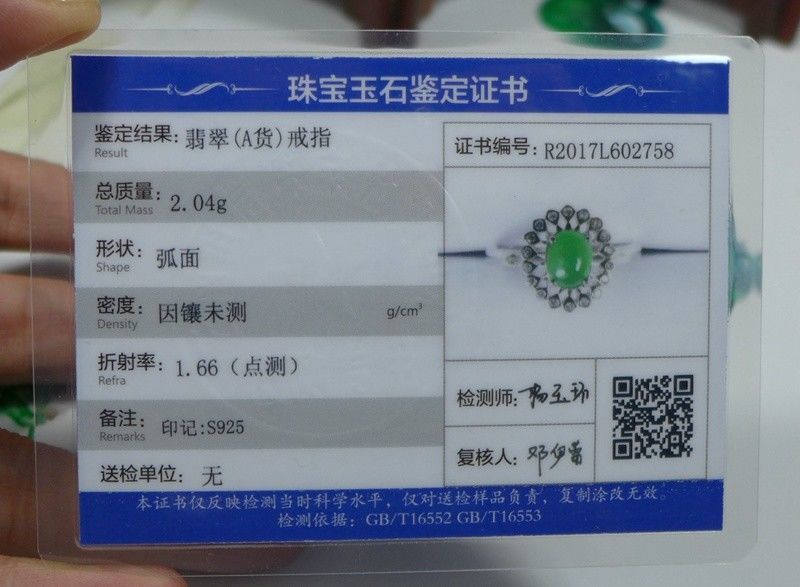 珠宝玉石鉴定证书
鉴定结果: 翡翠(A货)戒指
Result
证书编号: R2017L602758
总质量: 2.04g
Total Mass
形状: 弧面
Shape
密度: 因镶未测 g/cm³
Density
折射率: 1.66（点测）
Refra
备注: 印记:S925
Remarks
送检单位: 无
检测师:
复核人:
本证书仅反映检测当时科学水平，仅对送检样品负责，复制涂改无效。
检测依据: GB/T16552 GB/T16553